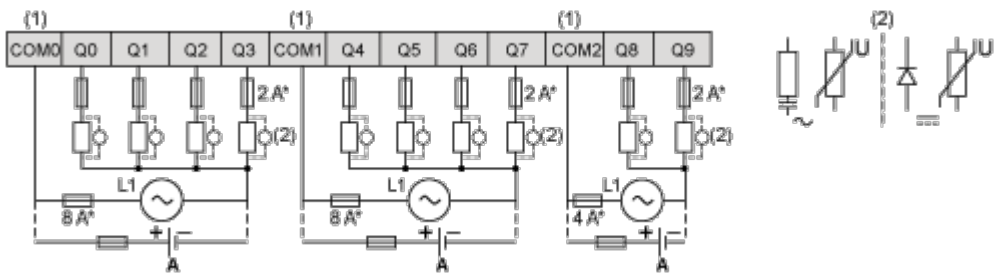 (1) (1) (1) (2)
COM0 Q0 Q1 Q2 Q3 COM1 Q4 Q5 Q6 Q7 COM2 Q8 Q9
U U
2 A* 2 A* 2 A*
~ ⎓
(2) (2) (2)
L1 ~ L1 ~ L1 ~
8 A* 8 A* 4 A*
+ − + − + −
A A A